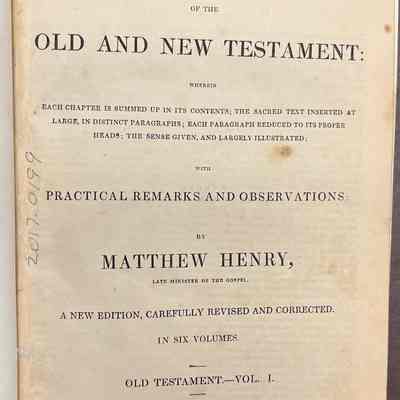 OF THE
OLD AND NEW TESTAMENT:
WHEREIN
EACH CHAPTER IS SUMMED UP IN ITS CONTENTS; THE SACRED TEXT INSERTED AT
LARGE, IN DISTINCT PARAGRAPHS; EACH PARAGRAPH REDUCED TO ITS PROPER
HEADS; THE SENSE GIVEN, AND LARGELY ILLUSTRATED;
WITH
PRACTICAL REMARKS AND OBSERVATIONS:
BY
MATTHEW HENRY,
LATE MINISTER OF THE GOSPEL.
A NEW EDITION, CAREFULLY REVISED AND CORRECTED.
IN SIX VOLUMES.
OLD TESTAMENT.—VOL. I.
2017-0199